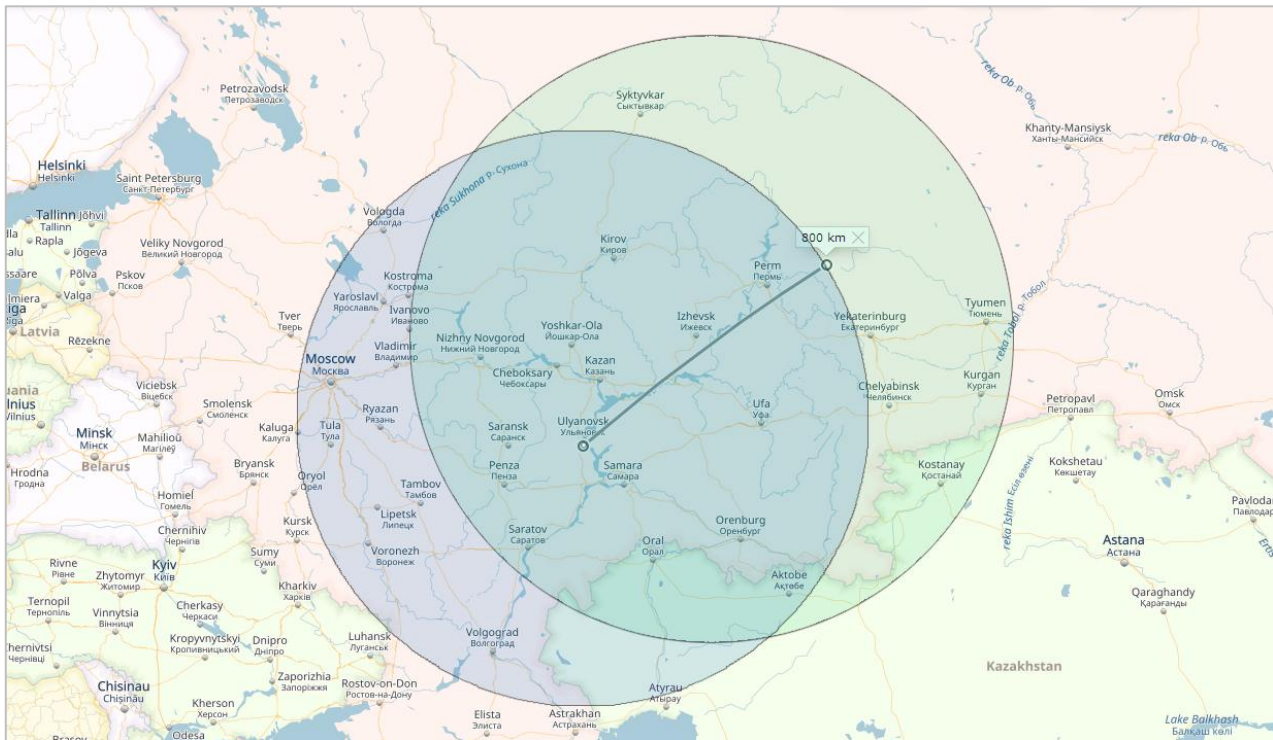 Syktyvkar
Сыктывкар
Petrozavodsk
Петрозаводск
reka Ob р. Обь
Khanty-Mansiysk
Ханты-Мансийск
reka Ob р. Обь
Helsinki
Helsinki
Saint Petersburg
Санкт-Петербург
reka Sukhona р. Сухона
Tallinn
Tallinn
Jõhvi
Rapla
Jõgeva
Vologda
Вологда
Veliky Novgorod
Великий Новгород
800 km
Kirov
Киров
Perm
Пермь
Põlva
Pskov
Псков
Valga
Kostroma
Кострома
Yaroslavl
Ярославль
Ivanovo
Иваново
Tyumen
Тюмень
reka Tobol р. Тобол
Latvia
Rēzekne
Tver
Тверь
Yoshkar-Ola
Йошкар-Ола
Izhevsk
Ижевск
Yekaterinburg
Екатеринбург
Nizhny Novgorod
Нижний Новгород
Vladimir
Владимир
Moscow
Москва
Kazan
Казань
Cheboksary
Чебоксары
Chelyabinsk
Челябинск
Kurgan
Курган
Omsk
Омск
Petropavl
Петропавл
Viciebsk
Віцебск
Smolensk
Смоленск
Ryazan
Рязань
Ufa
Уфа
Kaluga
Калуга
Tula
Тула
Ulyanovsk
Saransk
Саранск
Minsk
Мінск
Mahilioŭ
Магілёў
Belarus
Bryansk
Брянск
Oryol
Орёл
Penza
Пенза
Samara
Самара
Kostanay
Қостанай
Kokshetau
Көкшетау
reka Ishim Есіл өзені
Hrodna
Гродна
Homiel
Гомель
Tambov
Тамбов
Lipetsk
Липецк
Pavlodar
Павлодар
Kursk
Курск
Saratov
Саратов
Orenburg
Оренбург
Chernihiv
Чернігів
Voronezh
Воронеж
Oral
Орал
Astana
Астана
Sumy
Суми
Rivne
Рівне
Kyiv
Київ
Zhytomyr
Житомир
Aktobe
Ақтөбе
Kharkiv
Харків
Qaraghandy
Қарағанды
Ternopil
Тернопіль
Vinnytsia
Вінниця
Cherkasy
Черкаси
Luhansk
Луганськ
Kropyvnytskyi
Кропивницький
Dnipro
Дніпро
Volgograd
Волгоград
Chernivtsi
Чернівці
Zaporizhia
Запоріжжя
Kazakhstan
Chisinau
Chișinău
Rostov-on-Don
Ростов-на-Дону
Atyrau
Атырау
Kherson
Херсон
Elista
Элиста
Astrakhan
Астрахань
Lake Balkhash
Балқаш көлі
Odesa